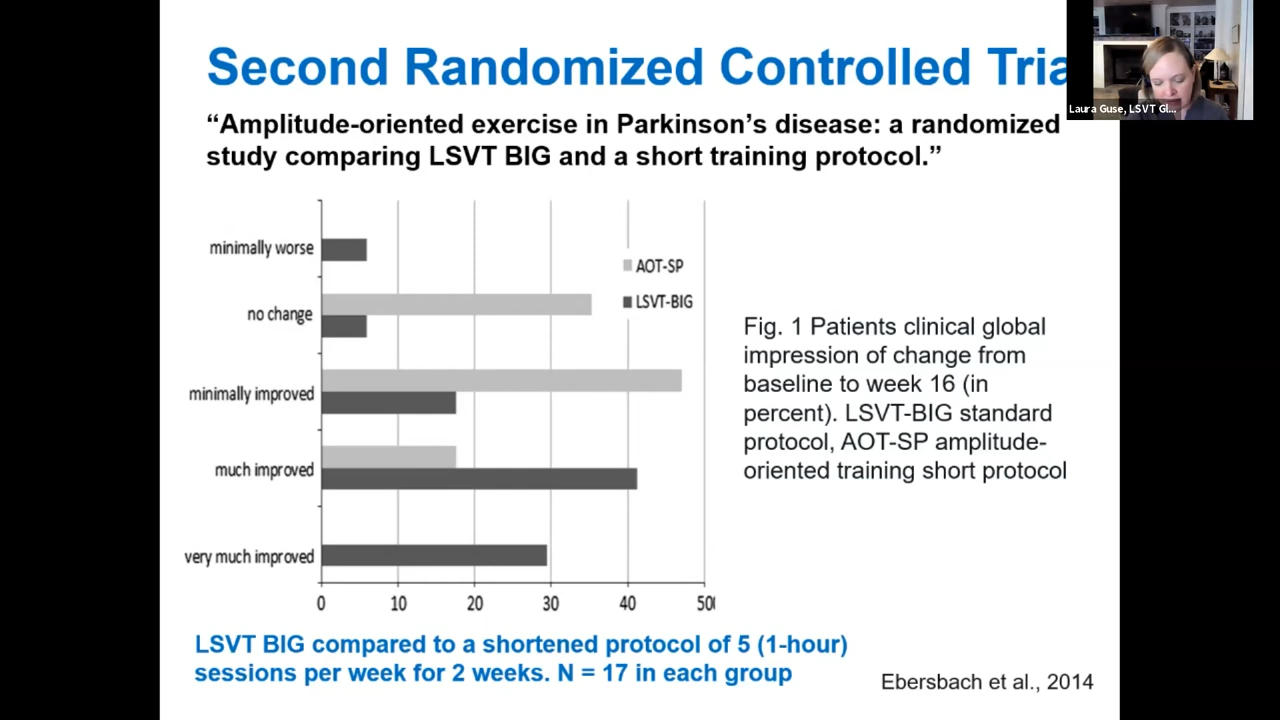 Second Randomized Controlled Tria
Laura Guse, LSVT Gl...
“Amplitude-oriented exercise in Parkinson’s disease: a randomized
study comparing LSVT BIG and a short training protocol.”
minimally worse
no change
minimally improved
much improved
very much improved
AOT-SP
LSVT-BIG
0 10 20 30 40 50
Fig. 1 Patients clinical global
impression of change from
baseline to week 16 (in
percent). LSVT-BIG standard
protocol, AOT-SP amplitude-
oriented training short protocol
LSVT BIG compared to a shortened protocol of 5 (1-hour)
sessions per week for 2 weeks. N = 17 in each group
Ebersbach et al., 2014